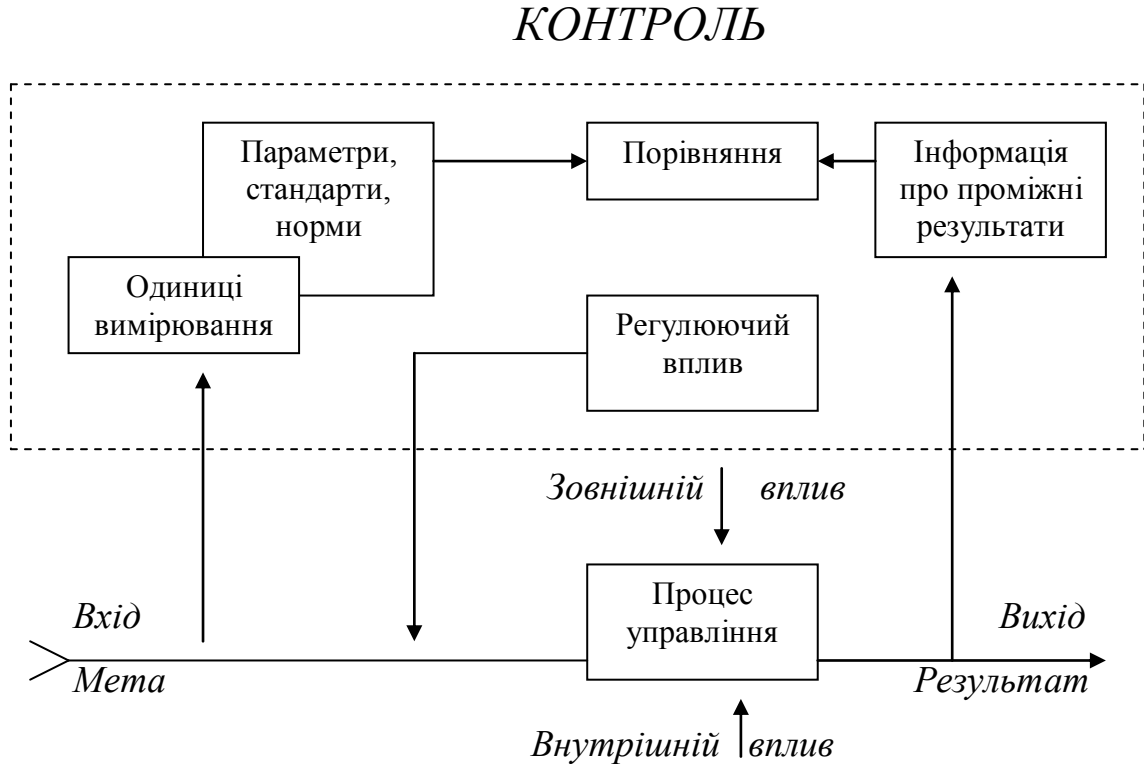 КОНТРОЛЬ
Параметри,
стандарти,
норми
Порівняння
Інформація
про проміжні
результати
Одиниці
вимірювання
Регулюючий
вплив
Зовнішній вплив
Процес
управління
Вхід
Мета
Вихід
Результат
Внутрішній вплив